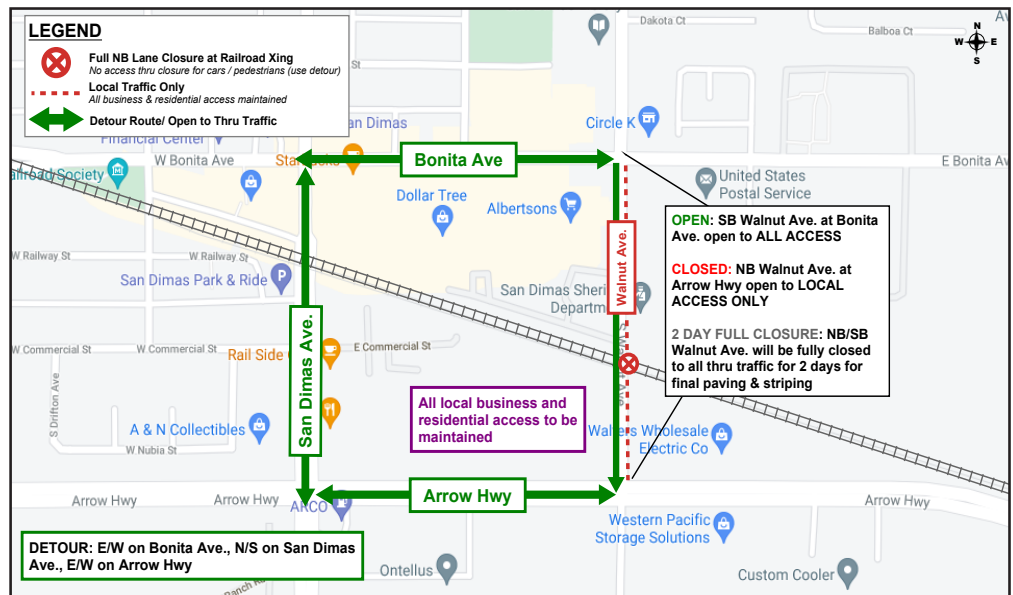 LEGEND
Full NB Lane Closure at Railroad Xing
No access thru closure for cars / pedestrians (use detour)
Local Traffic Only
All business & residential access maintained
Detour Route/ Open to Thru Traffic
Dakota Ct
Balboa Ct
N
W E
S
St
San Dimas
Financial Center
Circle K
W Bonita Ave
Bonita Ave
E Bonita Av
Railroad Society
Dollar Tree
Albertsons
United States
Postal Service
OPEN: SB Walnut Ave. at Bonita
Ave. open to ALL ACCESS
CLOSED: NB Walnut Ave. at
Arrow Hwy open to LOCAL
ACCESS ONLY
2 DAY FULL CLOSURE: NB/SB
Walnut Ave. will be fully closed
to all thru traffic for 2 days for
final paving & striping
Walnut Ave.
W Railway St
W Railway St
San Dimas Park & Ride
P
San Dimas Sheri
Departm
San Dimas Ave.
W Commercial St
W Commercial St
Rail Side
E Commercial St
S Drifton Ave
All local business and
residential access to be
maintained
A & N Collectibles
W Nubia St
Wholesale
Electric Co
Arrow Hwy
Arrow Hwy
Arrow Hwy
Arrow Hwy
ARCO
Western Pacific
Storage Solutions
DETOUR: E/W on Bonita Ave., N/S on San Dimas
Ave., E/W on Arrow Hwy
Ontellus
Custom Cooler